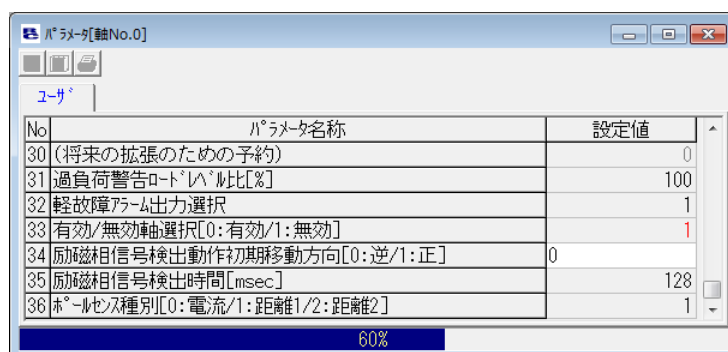 ﾊﾟﾗﾒｰﾀ[軸No.0]
ﾕｰｻﾞ
No ﾊﾟﾗﾒｰﾀ名称 設定値
30 (将来の拡張のための予約) 0
31 過負荷警告ﾛｰﾄﾞﾚﾍﾞﾙ比[%] 100
32 軽故障ｱﾗｰﾑ出力選択 1
33 有効/無効軸選択[0:有効/1:無効] 1
34 励磁相信号検出動作初期移動方向[0:逆/1:正] 0
35 励磁相信号検出時間[msec] 128
36 ﾎﾟｰﾙｾﾝｽ種別[0:電流/1:距離1/2:距離2] 1
60%